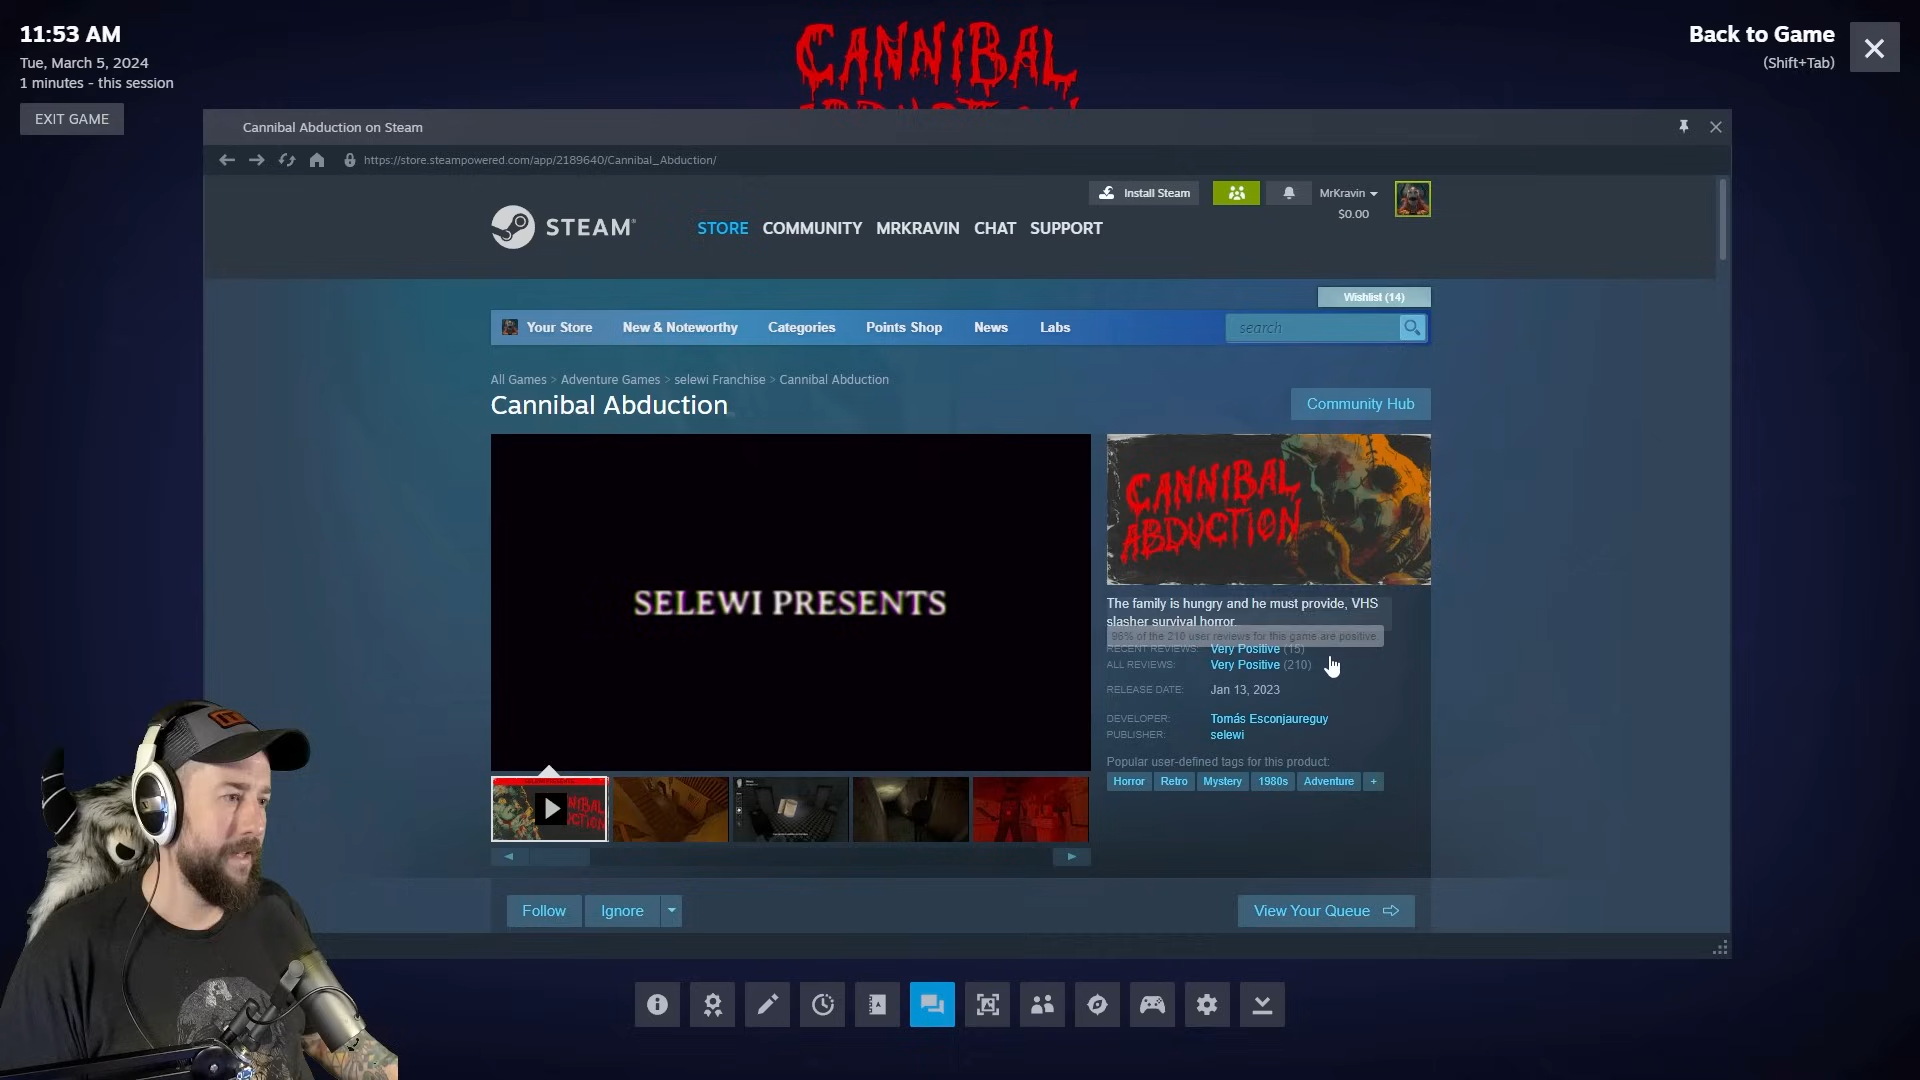 11:53 AM
Tue, March 5, 2024
1 minutes - this session
EXIT GAME
CANNIBAL
Back to Game
(Shift+Tab)
Cannibal Abduction on Steam
https://store.steampowered.com/app/2189640/Cannibal_Abduction/
Install Steam
MrKravin
$0.00
STEAM
STORE COMMUNITY MRKRAVIN CHAT SUPPORT
Wishlist (14)
Your Store New & Noteworthy Categories Points Shop News Labs
search
All Games > Adventure Games > selewi Franchise > Cannibal Abduction
Cannibal Abduction
Community Hub
SELEWI PRESENTS
CANNIBAL
ABDUCTION
The family is hungry and he must provide, VHS
slasher survival horror.
96% of the 210 user reviews for this game are positive.
RECENT REVIEWS: Very Positive (15)
ALL REVIEWS: Very Positive (210)
RELEASE DATE: Jan 13, 2023
DEVELOPER: Tomás Esconjaureguy
PUBLISHER: selewi
Popular user-defined tags for this product:
Horror Retro Mystery 1980s Adventure +
Follow Ignore
View Your Queue